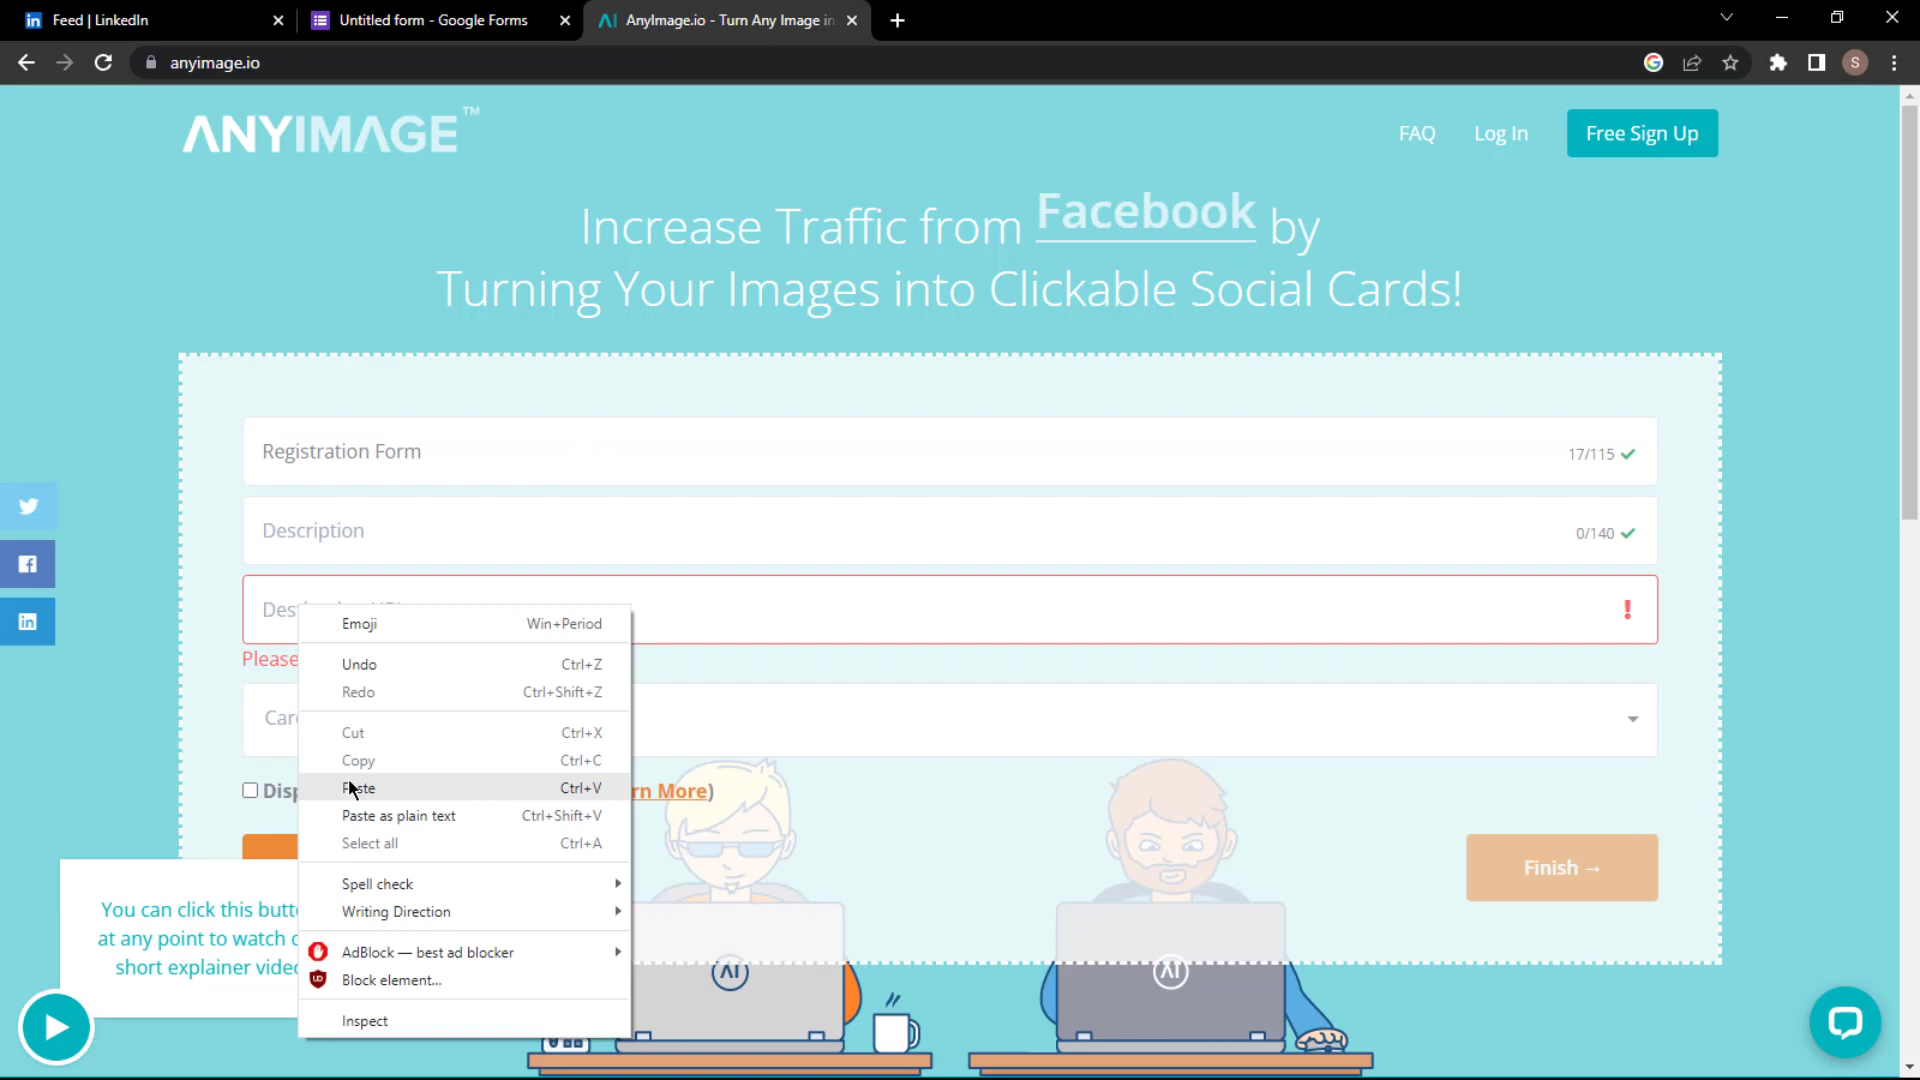 Feed | LinkedIn
Untitled form - Google Forms
AnyImage.io - Turn Any Image in
anyimage.io
S
ANYIMAGE™
FAQ
Log In
Free Sign Up
Increase Traffic from Facebook by
Turning Your Images into Clickable Social Cards!
Registration Form
17/115
Description
0/140
Des
!
Emoji Win+Period
Please
Undo Ctrl+Z
Redo Ctrl+Shift+Z
Car
Cut Ctrl+X
Copy Ctrl+C
Disp
Paste Ctrl+V
rn More)
Paste as plain text Ctrl+Shift+V
Select all Ctrl+A
Finish →
Spell check
Writing Direction
You can click this butt
at any point to watch
short explainer vide
AdBlock — best ad blocker
Block element...
Inspect
AI
AI